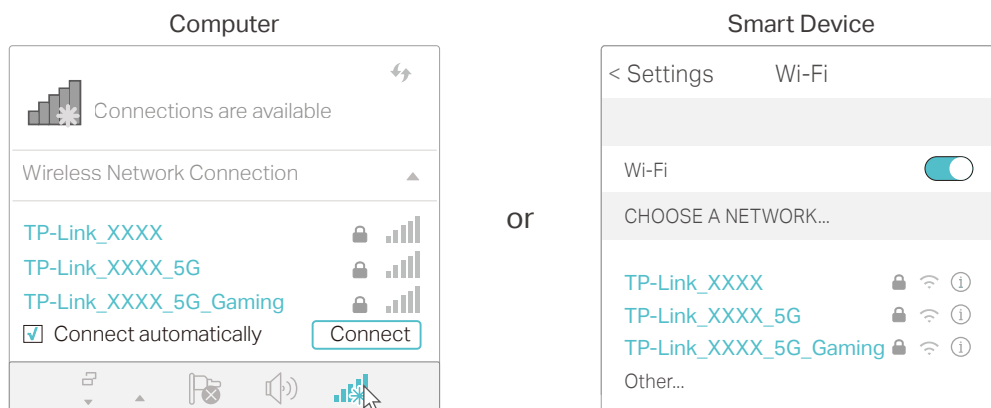 Computer
Connections are available
Wireless Network Connection
TP-Link_XXXX
TP-Link_XXXX_5G
TP-Link_XXXX_5G_Gaming
Connect automatically
Connect
or
Smart Device
< Settings
Wi-Fi
Wi-Fi
CHOOSE A NETWORK...
TP-Link_XXXX
TP-Link_XXXX_5G
TP-Link_XXXX_5G_Gaming
Other...